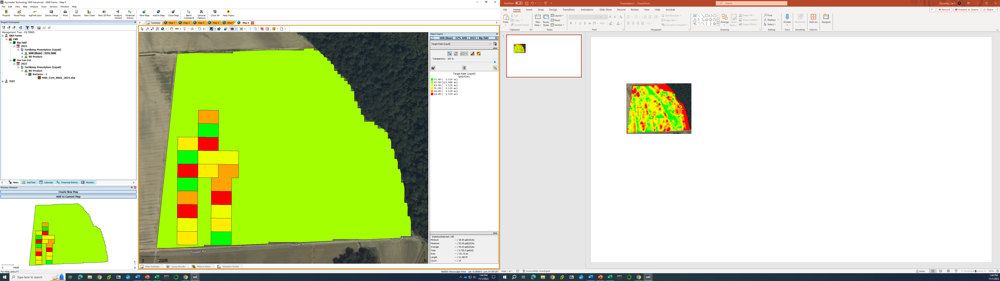 Ag Leader Technology SMS Advanced - G&D Farms - Map 6
File Edit View Map Analysis Tools Services Window Help
Projects Read File(s) AgFiniti Sync Device Setup Print Reports New Chart New 3D Plot Analysis Wizard Financial Entries New Map Add to Map Close Map Batch Command General Options Close All Help Topics
Project Workspace
Management Tree - FILTERED
G&D Farms
L&B
Big field
2023
Fertilizing Prescription (Liquid)
UAN (Base) - 32% UAN
NO Product
Joe Lee Cut
2023
Fertilizing Prescription (Liquid)
NO Product
Instance - 1
MSU_Corn_NSOL_2023.shp
TEST
Main Job/Task Calendar Financial Entries Monitor
Preview Window
Create New Map
Add to Current Map
0 440ft N
For Help, press F1
Summary Map 1 Map 2 Map 3 Map 4 Map 5 Map 6
Nipper Rd
Nipper Rd
Nipper Rd
0 200ft N
Map Summary Query Results Picture Notes Elevation Profile
Map 6 Layers
UAN (Base) - 32% UAN | 2023 | Big field
Target Rate (Liquid)
Transparency - 100 %
Target Rate (Liquid)
(gal(US)/ac)
52.00 ( 3.529 ac)
45.00 (113.688 ac)
43.00 ( 3.529 ac)
35.00 ( 3.529 ac)
26.00 ( 3.529 ac)
18.00 ( 3.529 ac)
Statistics(Selected / All)
Minimum --- / 18.00 gal(US)/ac
Maximum --- / 52.00 gal(US)/ac
Average --- / 43.63 gal(US)/ac
Total --- / 5,730.0 gal(US)
Area --- / 131.33 ac
Length --- / 31,383 ft
Count --- / 19
NAD83 :Mississippi West Lat: 33.069813 Lon:-91.091287
Type here to search
1:44 PM
11/1/2023
AutoSave Off
Presentation1 - PowerPoint
Search
Reynolds, Zach
File Home Insert Draw Design Transitions Animations Slide Show Record Review View Help Acrobat
Record Present in Teams Share
Paste Cut Copy Format Painter
Clipboard
New Slide Reuse Slides Layout Reset Section
Slides
Font
Text Direction Align Text Convert to SmartArt
Paragraph
Arrange Quick Styles Shape Fill Shape Outline Shape Effects
Drawing
Find Replace Select
Editing
Dictate
Voice
Sensitivity
Sensitivity
Add-ins
Add-ins
Designer
1
Slide 1 of 1 Accessibility: Investigate
Notes
161%
1:44 PM
11/1/2023